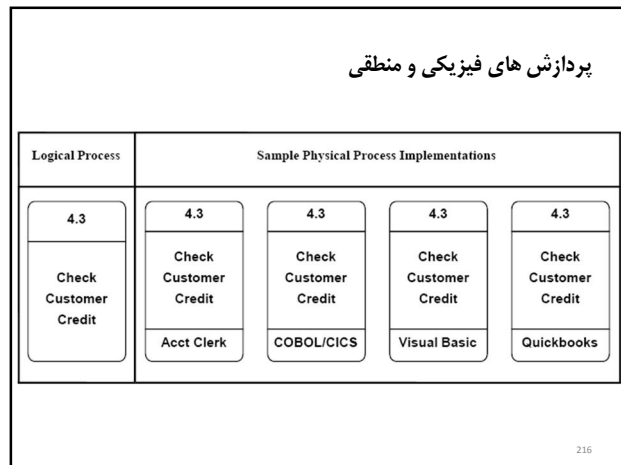 پردازش های فیزیکی و منطقی
Logical Process
Sample Physical Process Implementations
4.3
Check
Customer
Credit
4.3
Check
Customer
Credit
Acct Clerk
4.3
Check
Customer
Credit
COBOL/CICS
4.3
Check
Customer
Credit
Visual Basic
4.3
Check
Customer
Credit
Quickbooks
216